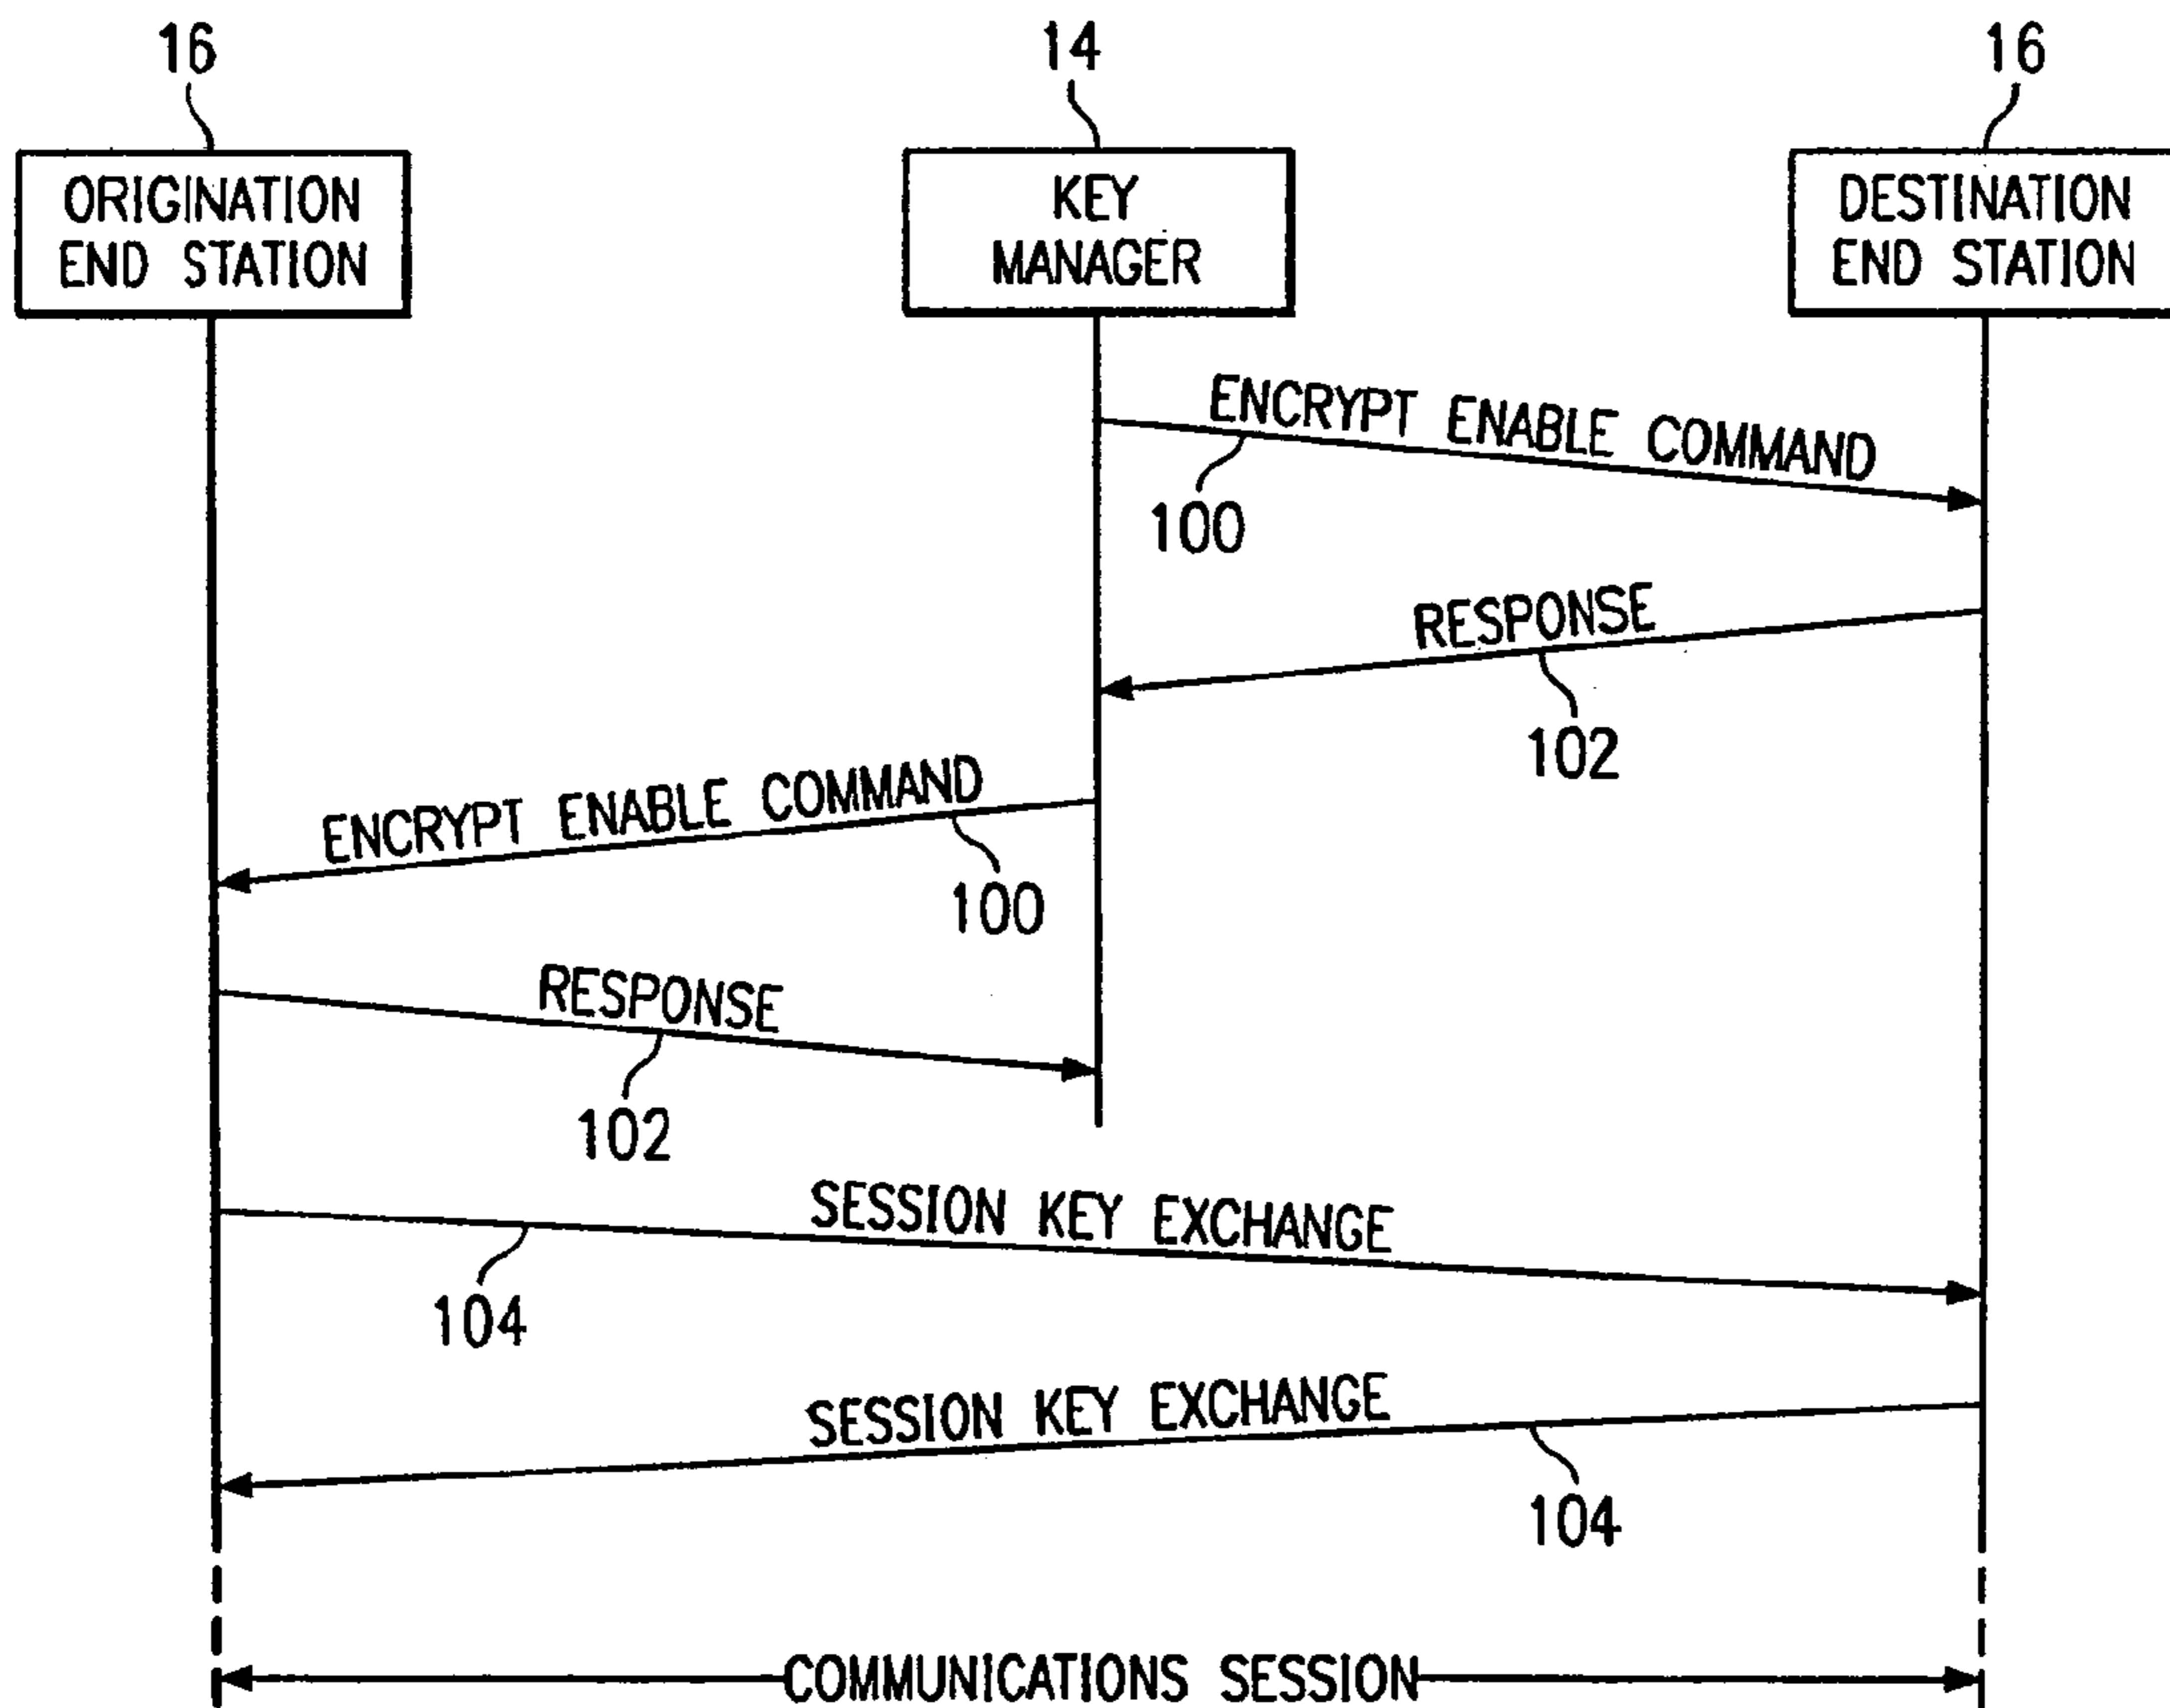 16
14
16
ORIGINATION
END STATION
KEY
MANAGER
DESTINATION
END STATION
ENCRYPT ENABLE COMMAND
100
RESPONSE
102
ENCRYPT ENABLE COMMAND
100
RESPONSE
102
SESSION KEY EXCHANGE
104
SESSION KEY EXCHANGE
104
COMMUNICATIONS SESSION